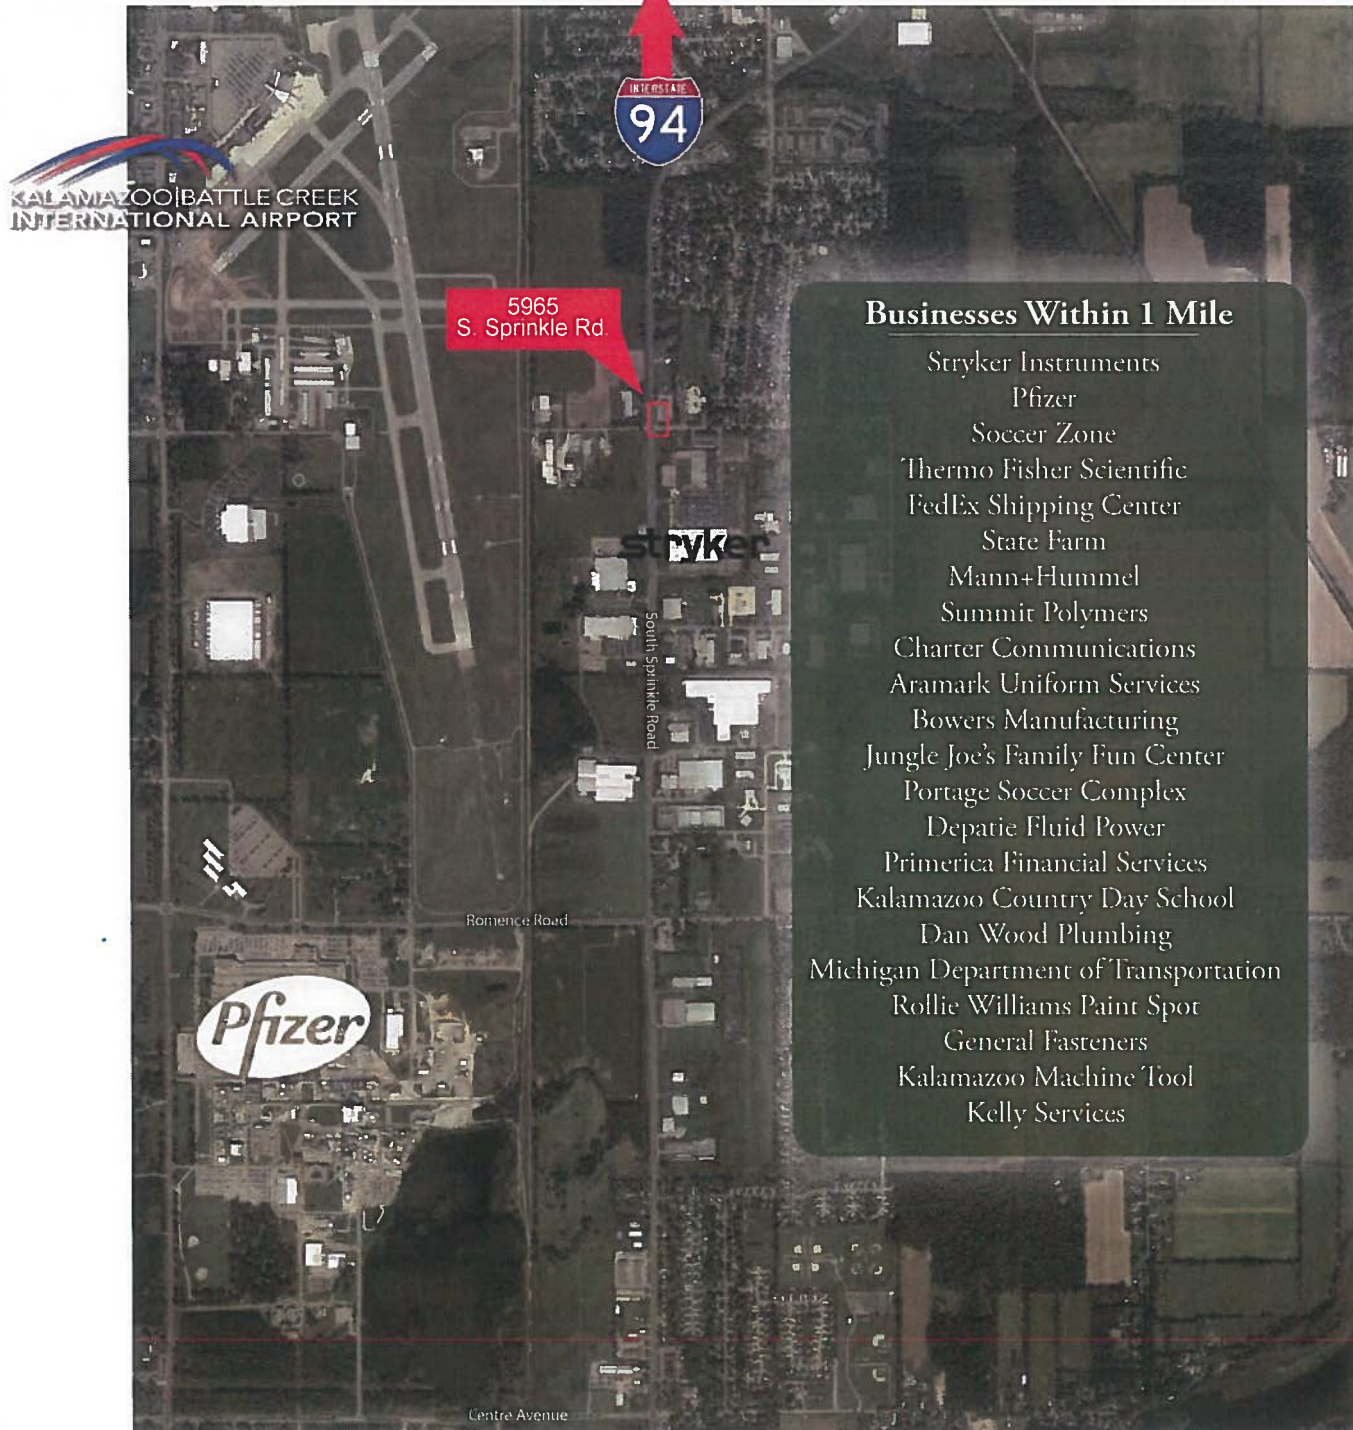 INTERSTATE
94
KALAMAZOO|BATTLE CREEK
INTERNATIONAL AIRPORT
5965
S. Sprinkle Rd.
Businesses Within 1 Mile
Stryker Instruments
Pfizer
Soccer Zone
Thermo Fisher Scientific
FedEx Shipping Center
State Farm
Mann+Hummel
Summit Polymers
Charter Communications
Aramark Uniform Services
Bowers Manufacturing
Jungle Joe's Family Fun Center
Portage Soccer Complex
Depatie Fluid Power
Primerica Financial Services
Kalamazoo Country Day School
Dan Wood Plumbing
Michigan Department of Transportation
Rollie Williams Paint Spot
General Fasteners
Kalamazoo Machine Tool
Kelly Services
stryker
South Sprinkle Road
Romence Road
Pfizer
Centre Avenue